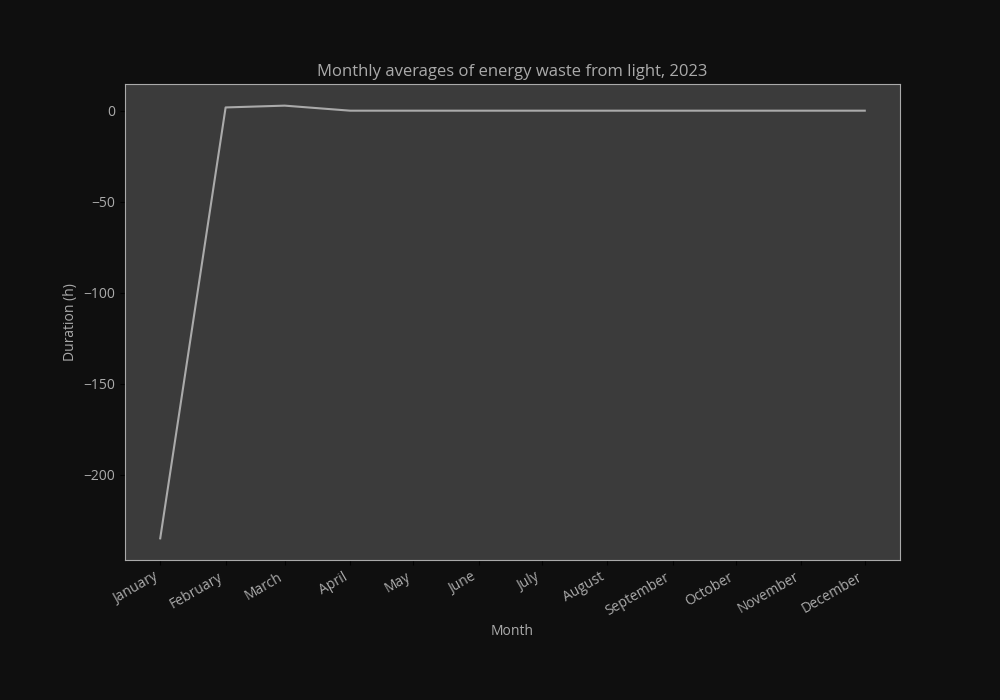 Monthly averages of energy waste from light, 2023
0
−50
−100
−150
−200
Duration (h)
January
February
March
April
May
June
July
August
September
October
November
December
Month